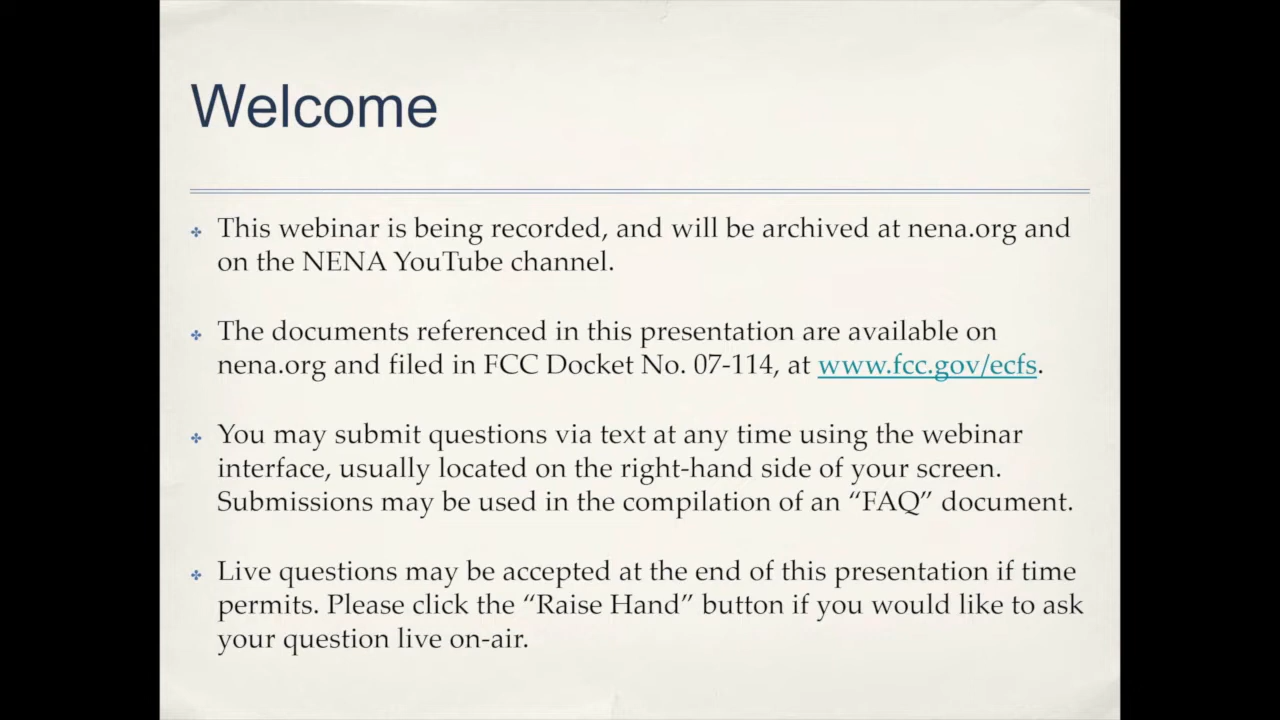 Welcome
This webinar is being recorded, and will be archived at nena.org and
on the NENA YouTube channel.
The documents referenced in this presentation are available on
nena.org and filed in FCC Docket No. 07-114, at www.fcc.gov/ecfs.
You may submit questions via text at any time using the webinar
interface, usually located on the right-hand side of your screen.
Submissions may be used in the compilation of an “FAQ” document.
Live questions may be accepted at the end of this presentation if time
permits. Please click the “Raise Hand” button if you would like to ask
your question live on-air.